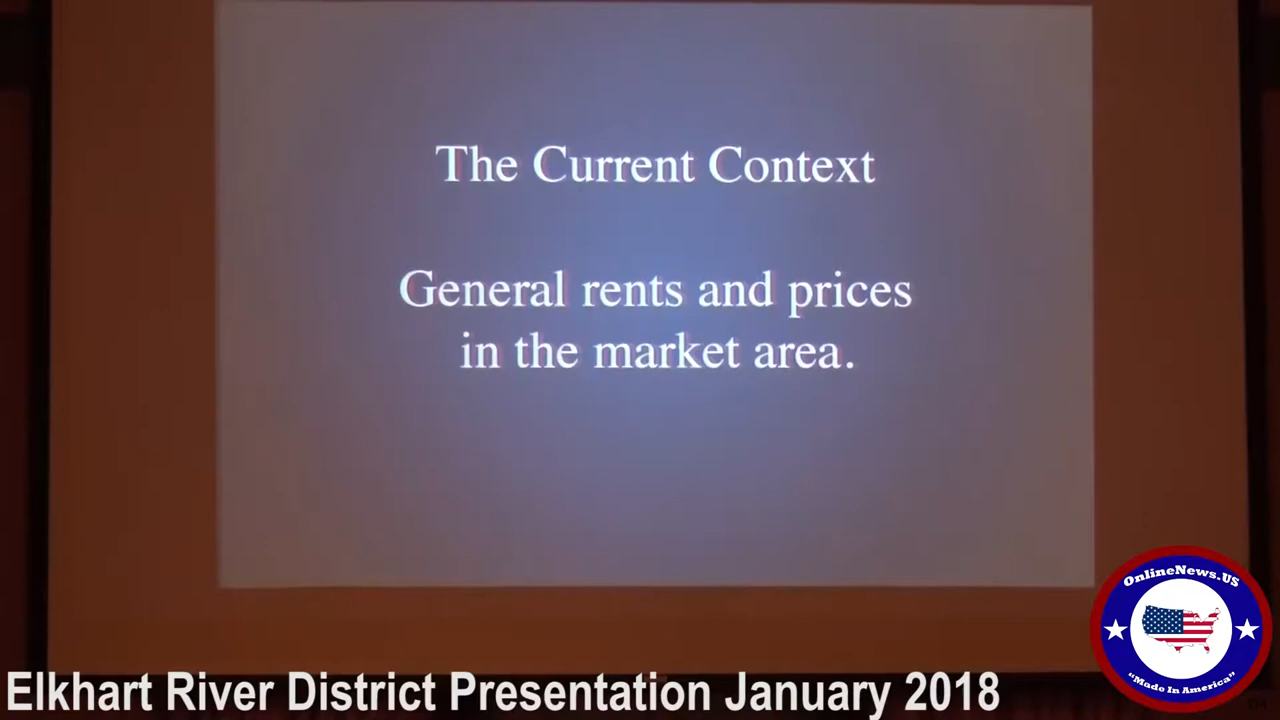 The Current Context
General rents and prices
in the market area.
OnlineNews.US
"Made In America"
Elkhart River District Presentation January 2018